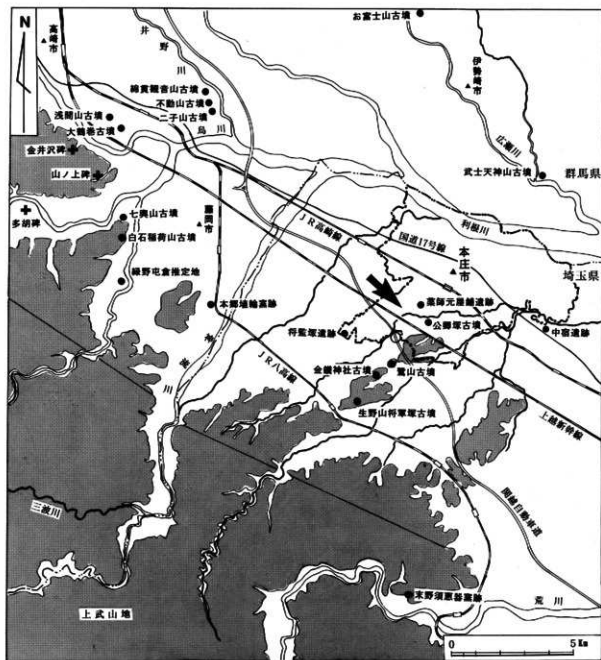 N
お富士山古墳
高崎市
井野川
伊勢崎市
綿貫観音山古墳
不動山古墳
二子山古墳
浅間山古墳
大鶴巻古墳
烏川
金井沢碑
山ノ上碑
広瀬川
武士天神山古墳
群馬県
多胡碑
七輿山古墳
藤岡市
白石稲荷山古墳
JR高崎線
国道17号線
利根川
本庄市
埼玉県
緑野屯倉推定地
本郷埴輪窯跡
薬師元屋舗遺跡
公卿塚古墳
将監塚遺跡
中宿遺跡
JR八高線
鷺山古墳
金鑚神社古墳
生野山将軍塚古墳
上越新幹線
関越自動車道
三波川
上武山地
末野須恵器窯跡
荒川
0 5Km